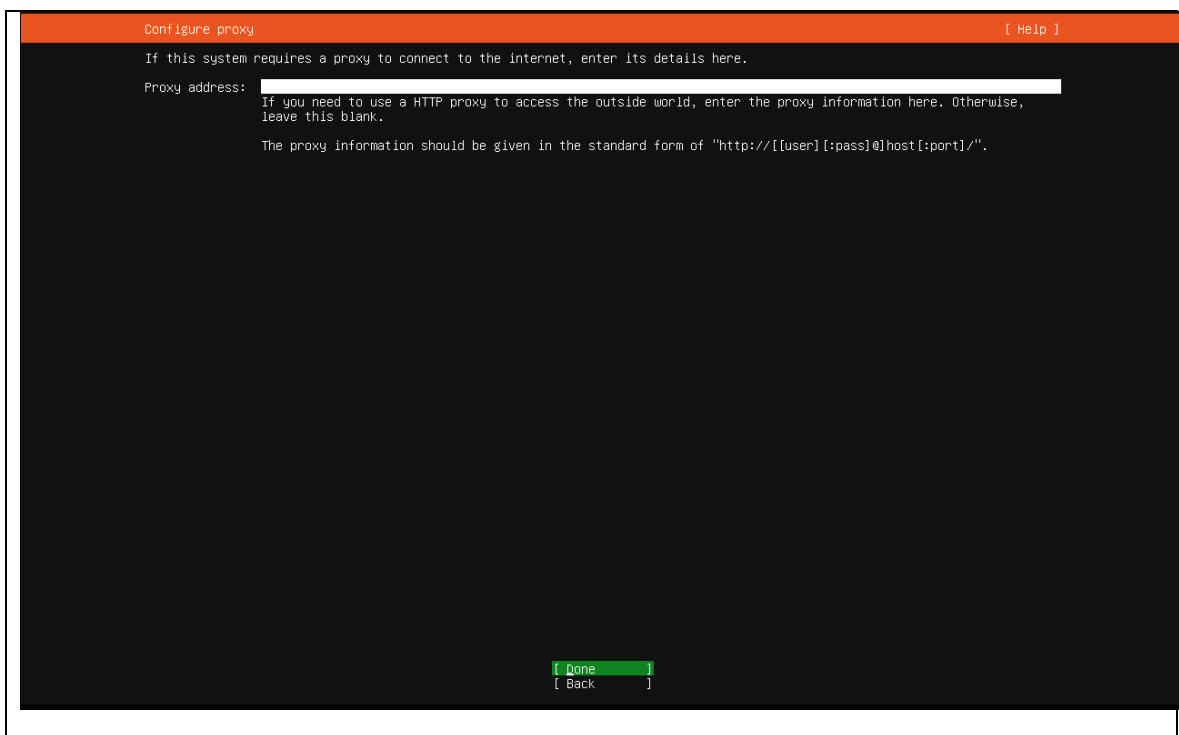 Configure proxy [ Help ]
If this system requires a proxy to connect to the internet, enter its details here.
Proxy address:
If you need to use a HTTP proxy to access the outside world, enter the proxy information here. Otherwise,
leave this blank.
The proxy information should be given in the standard form of "http://[[user][:pass]@]host[:port]/".
[ Done ]
[ Back ]